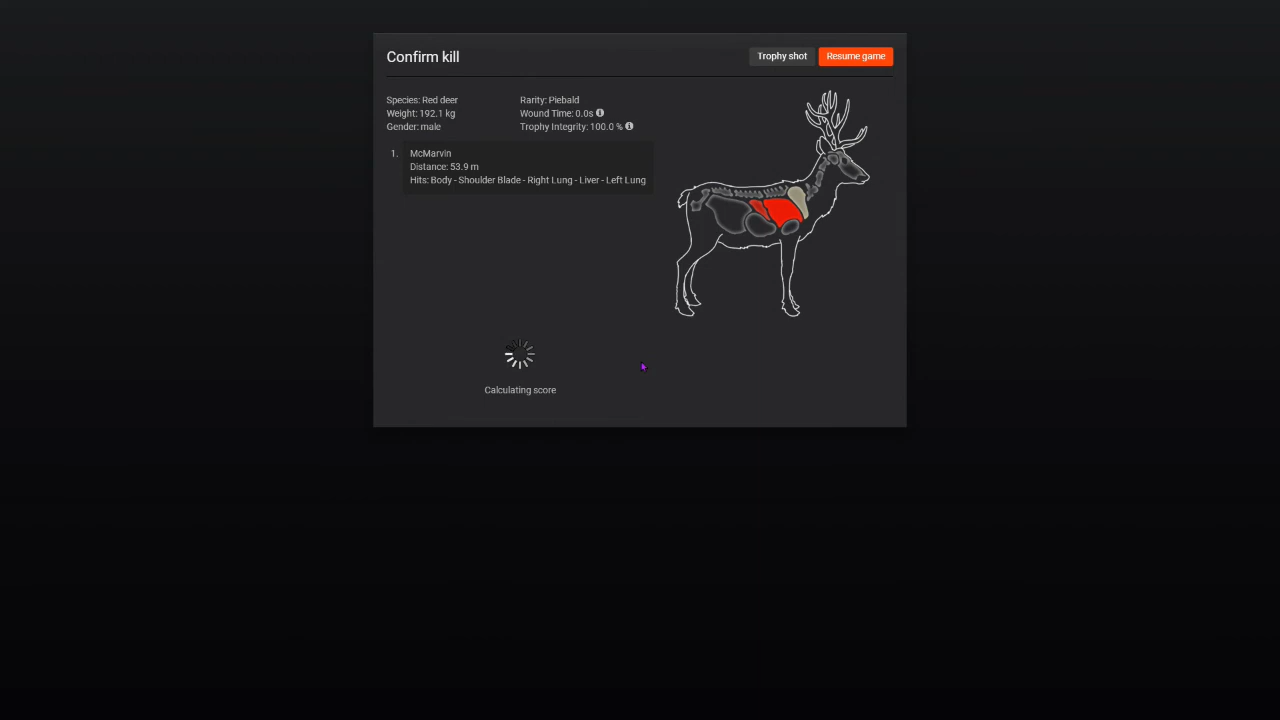 Confirm kill
Trophy shot
Resume game
Species: Red deer
Weight: 192.1 kg
Gender: male
Rarity: Piebald
Wound Time: 0.0s
Trophy Integrity: 100.0 %
1.
McMarvin
Distance: 53.9 m
Hits: Body - Shoulder Blade - Right Lung - Liver - Left Lung
Calculating score